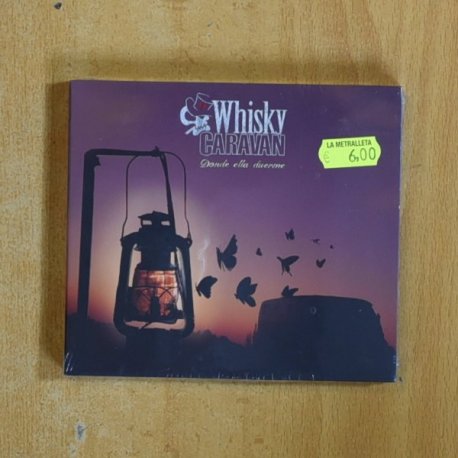 Whisky
CARAVAN
Donde ella duerme
LA METRALLETA
6,00